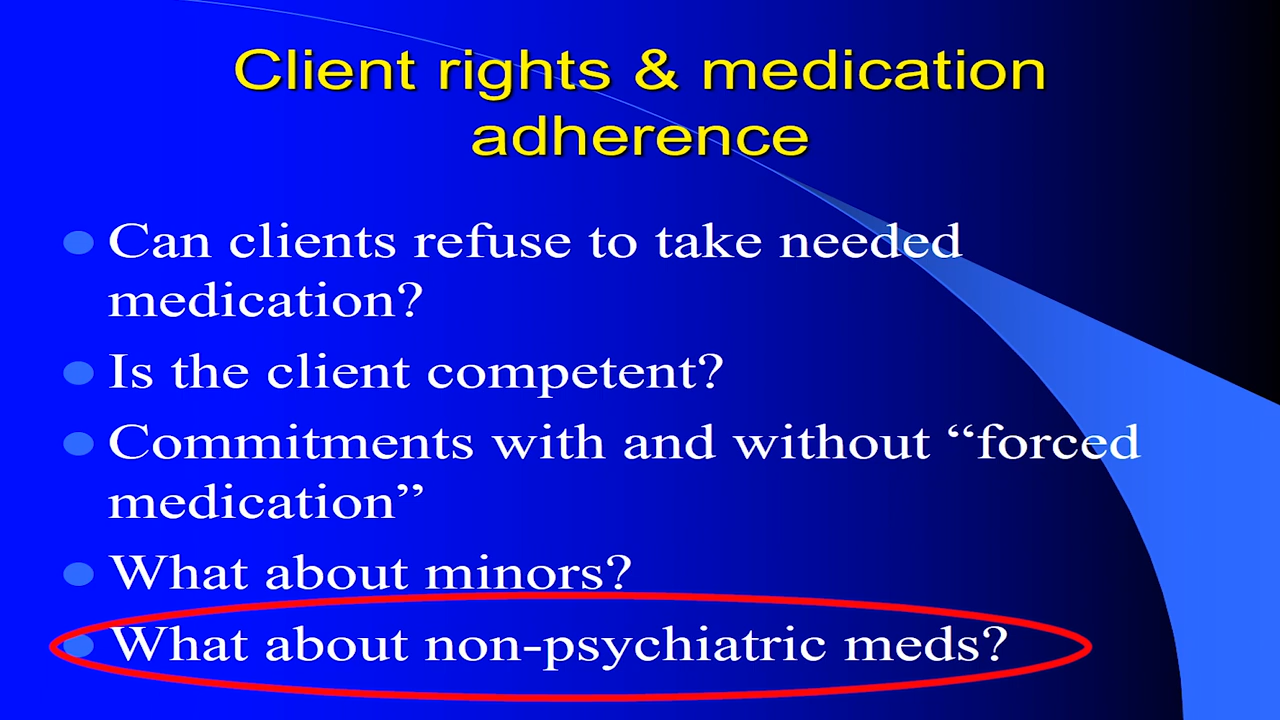 Client rights & medication
adherence
Can clients refuse to take needed
medication?
Is the client competent?
Commitments with and without “forced
medication”
What about minors?
What about non-psychiatric meds?